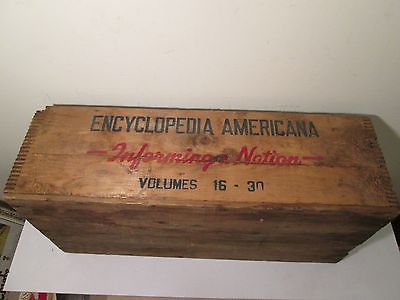 ENCYCLOPEDIA AMERICANA
—Informing a Nation—
VOLUMES 16 - 30